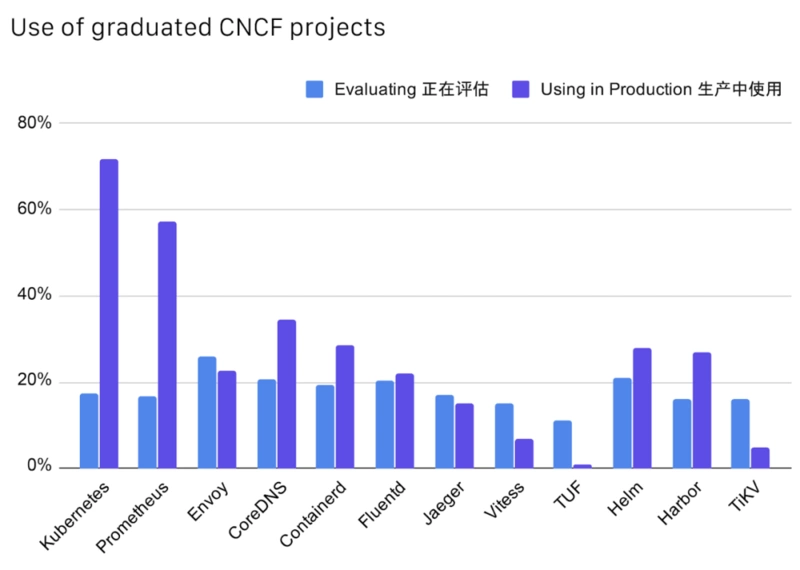 Use of graduated CNCF projects
Evaluating 正在评估
Using in Production 生产中使用
80%
60%
40%
20%
0%
Kubernetes
Prometheus
Envoy
CoreDNS
Containerd
Fluentd
Jaeger
Vitess
TUF
Helm
Harbor
TiKV